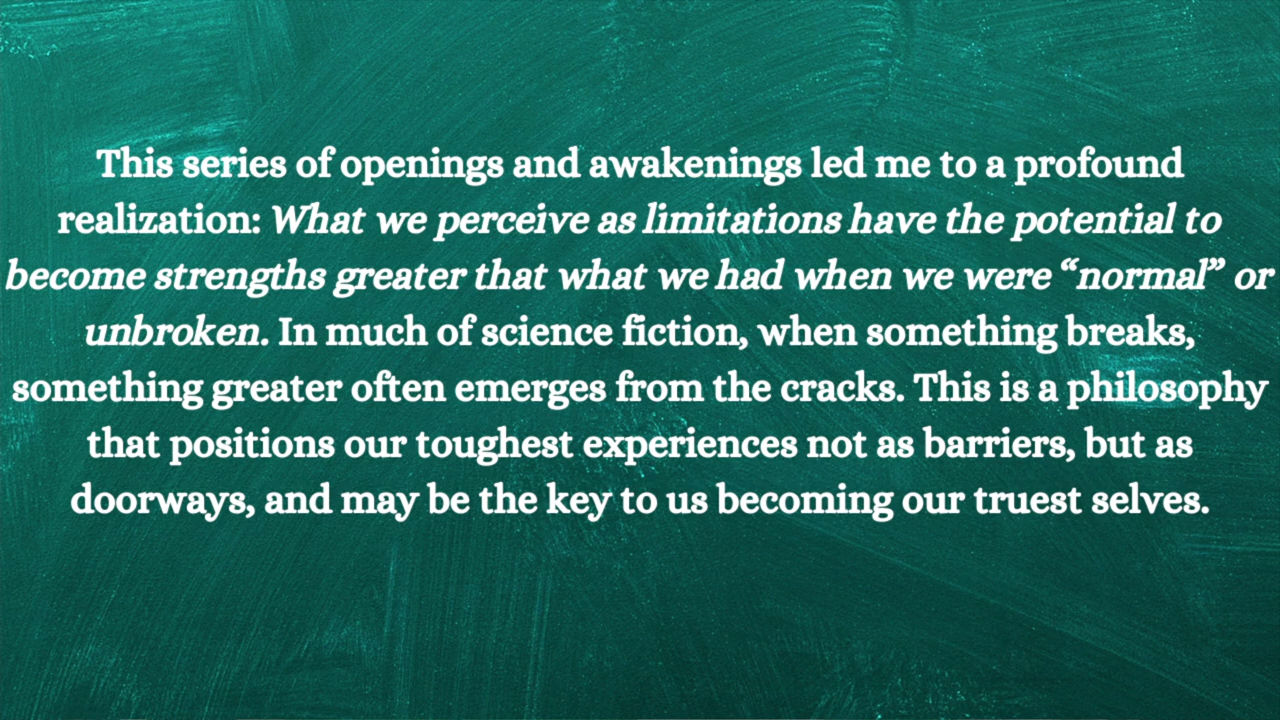 This series of openings and awakenings led me to a profound
realization: What we perceive as limitations have the potential to
become strengths greater that what we had when we were “normal” or
unbroken. In much of science fiction, when something breaks,
something greater often emerges from the cracks. This is a philosophy
that positions our toughest experiences not as barriers, but as
doorways, and may be the key to us becoming our truest selves.